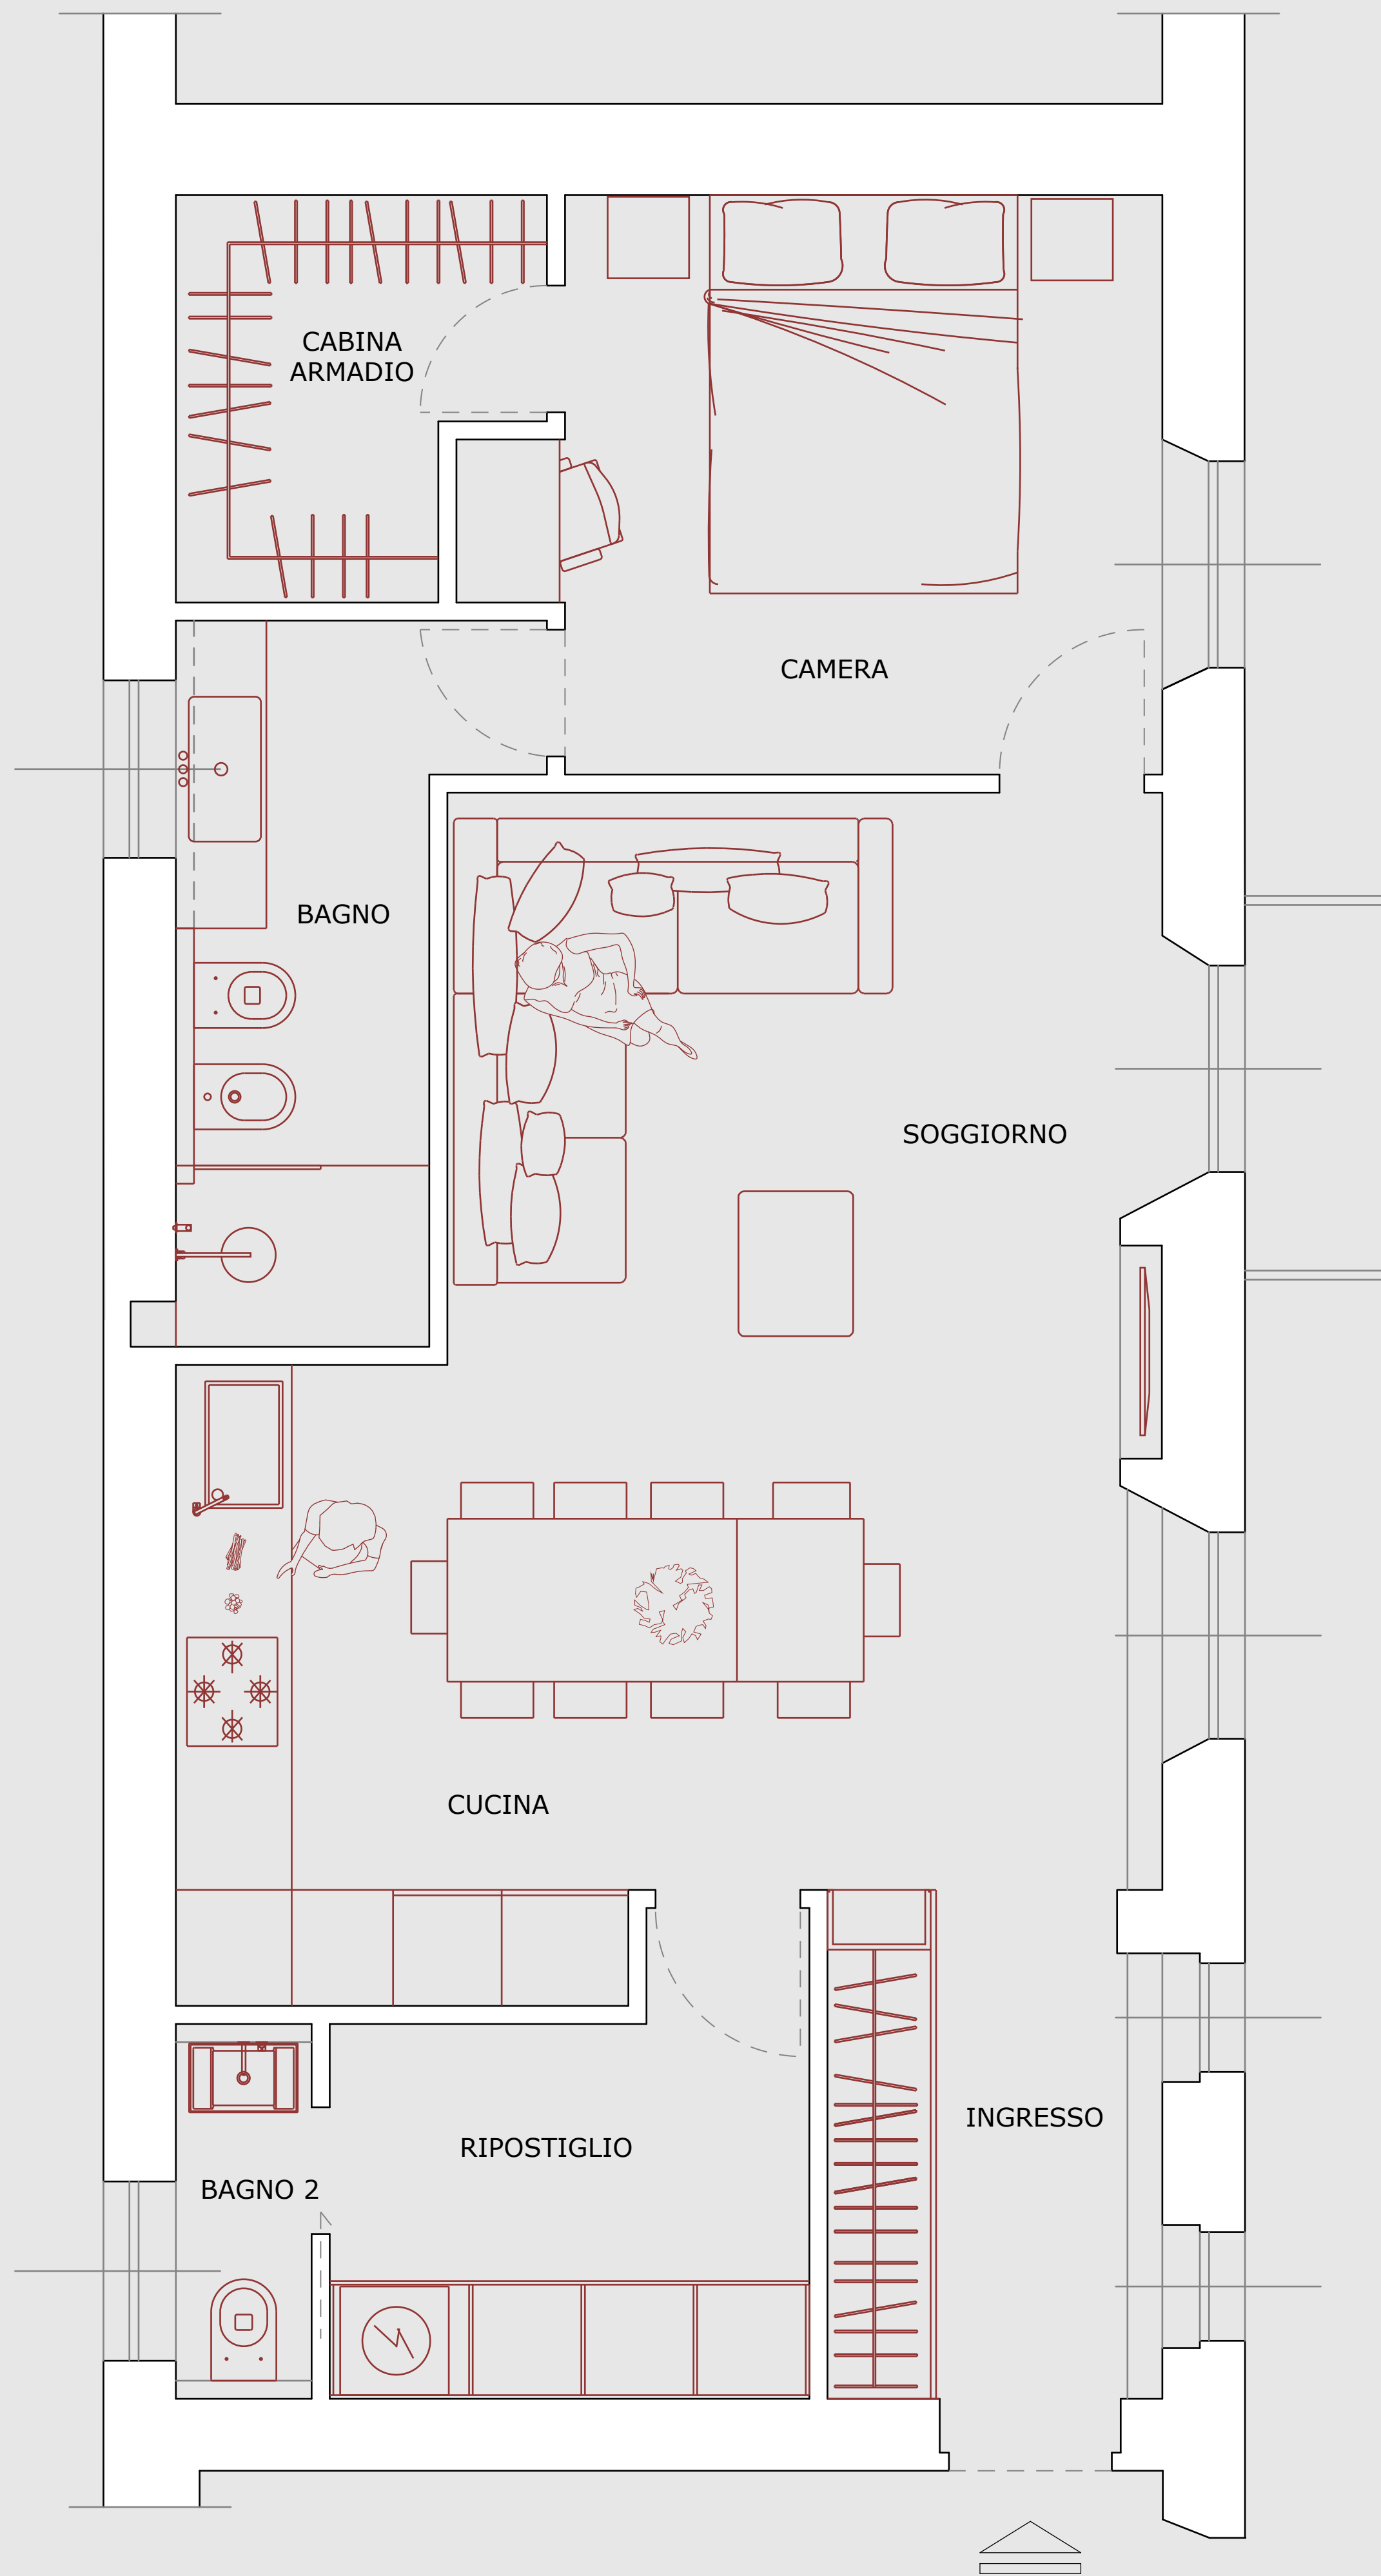 CABINA
ARMADIO
CAMERA
BAGNO
SOGGIORNO
CUCINA
INGRESSO
RIPOSTIGLIO
BAGNO 2